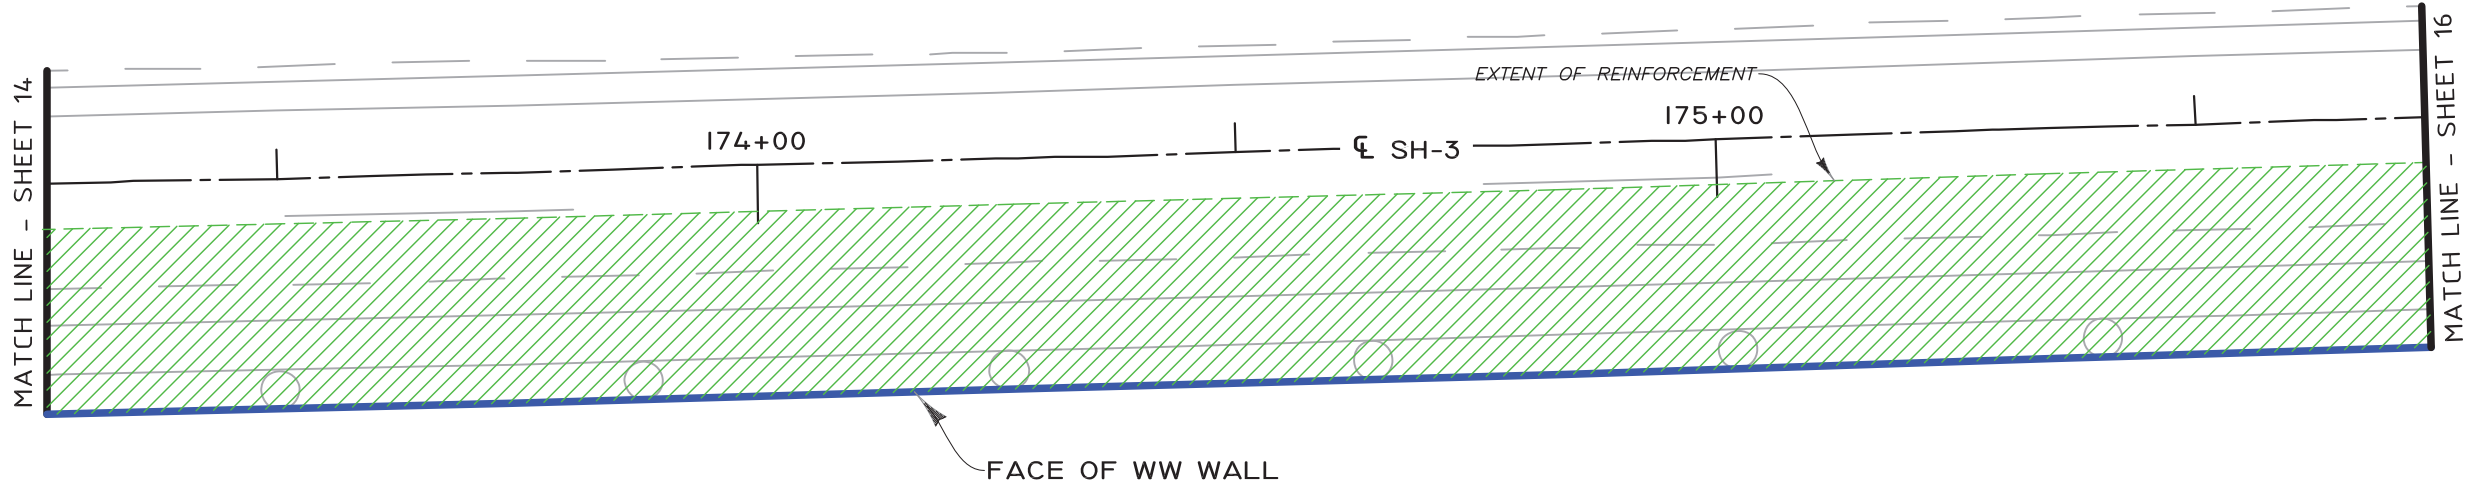 MATCH LINE - SHEET 14
EXTENT OF REINFORCEMENT
174+00
175+00
℄ SH-3
MATCH LINE - SHEET 16
FACE OF WW WALL